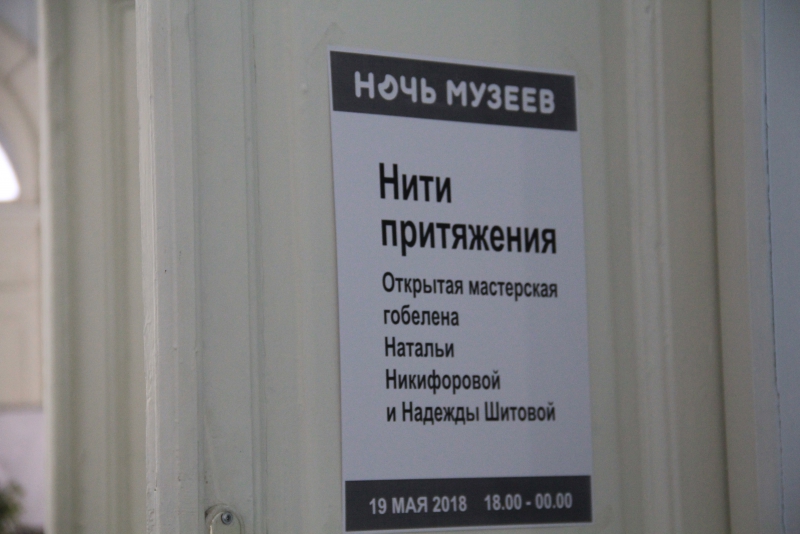 НОЧЬ МУЗЕЕВ
Нити
притяжения
Открытая мастерская
гобелена
Натальи
Никифоровой
и Надежды Шитовой
19 МАЯ 2018 18.00 - 00.00